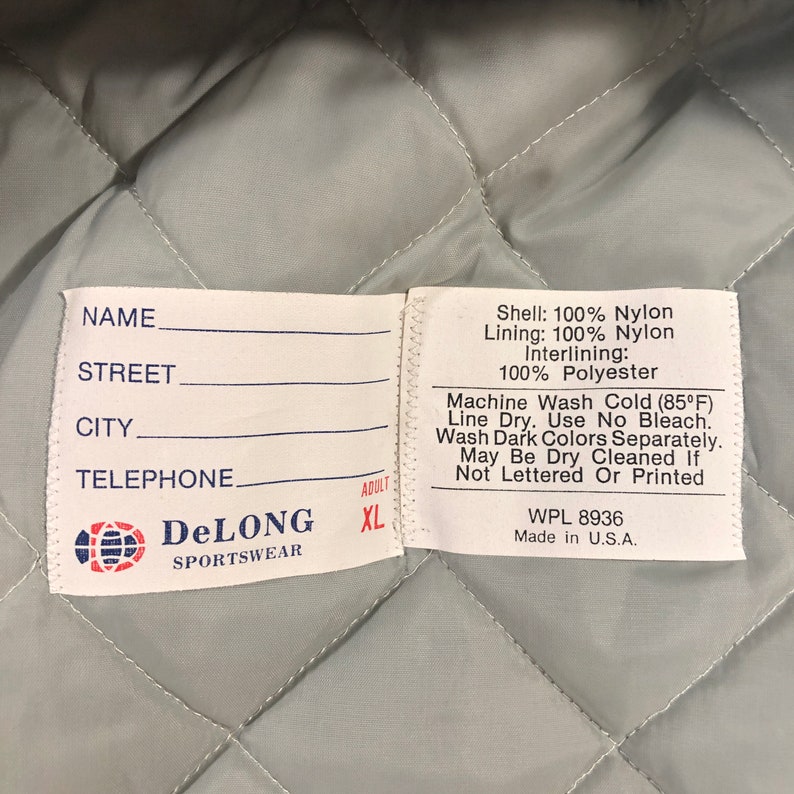 NAME
STREET
CITY
TELEPHONE
ADULT
XL
DeLONG
SPORTSWEAR
Shell: 100% Nylon
Lining: 100% Nylon
Interlining:
100% Polyester
Machine Wash Cold (85°F)
Line Dry. Use No Bleach.
Wash Dark Colors Separately.
May Be Dry Cleaned If
Not Lettered Or Printed
WPL 8936
Made in U.S.A.